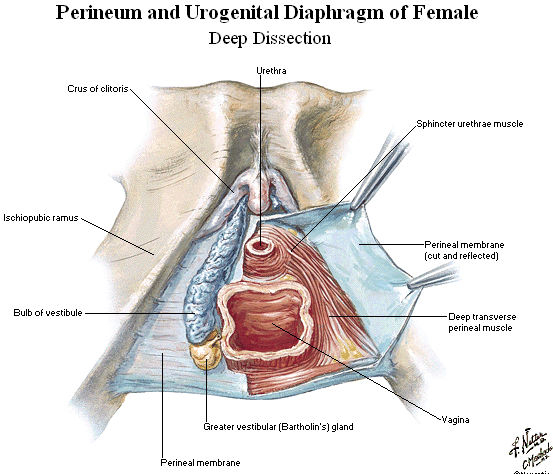 Perineum and Urogenital Diaphragm of Female
Deep Dissection
Urethra
Crus of clitoris
Sphincter urethrae muscle
Ischiopubic ramus
Perineal membrane
(cut and reflected)
Bulb of vestibule
Deep transverse
perineal muscle
Vagina
Greater vestibular (Bartholin's) gland
Perineal membrane